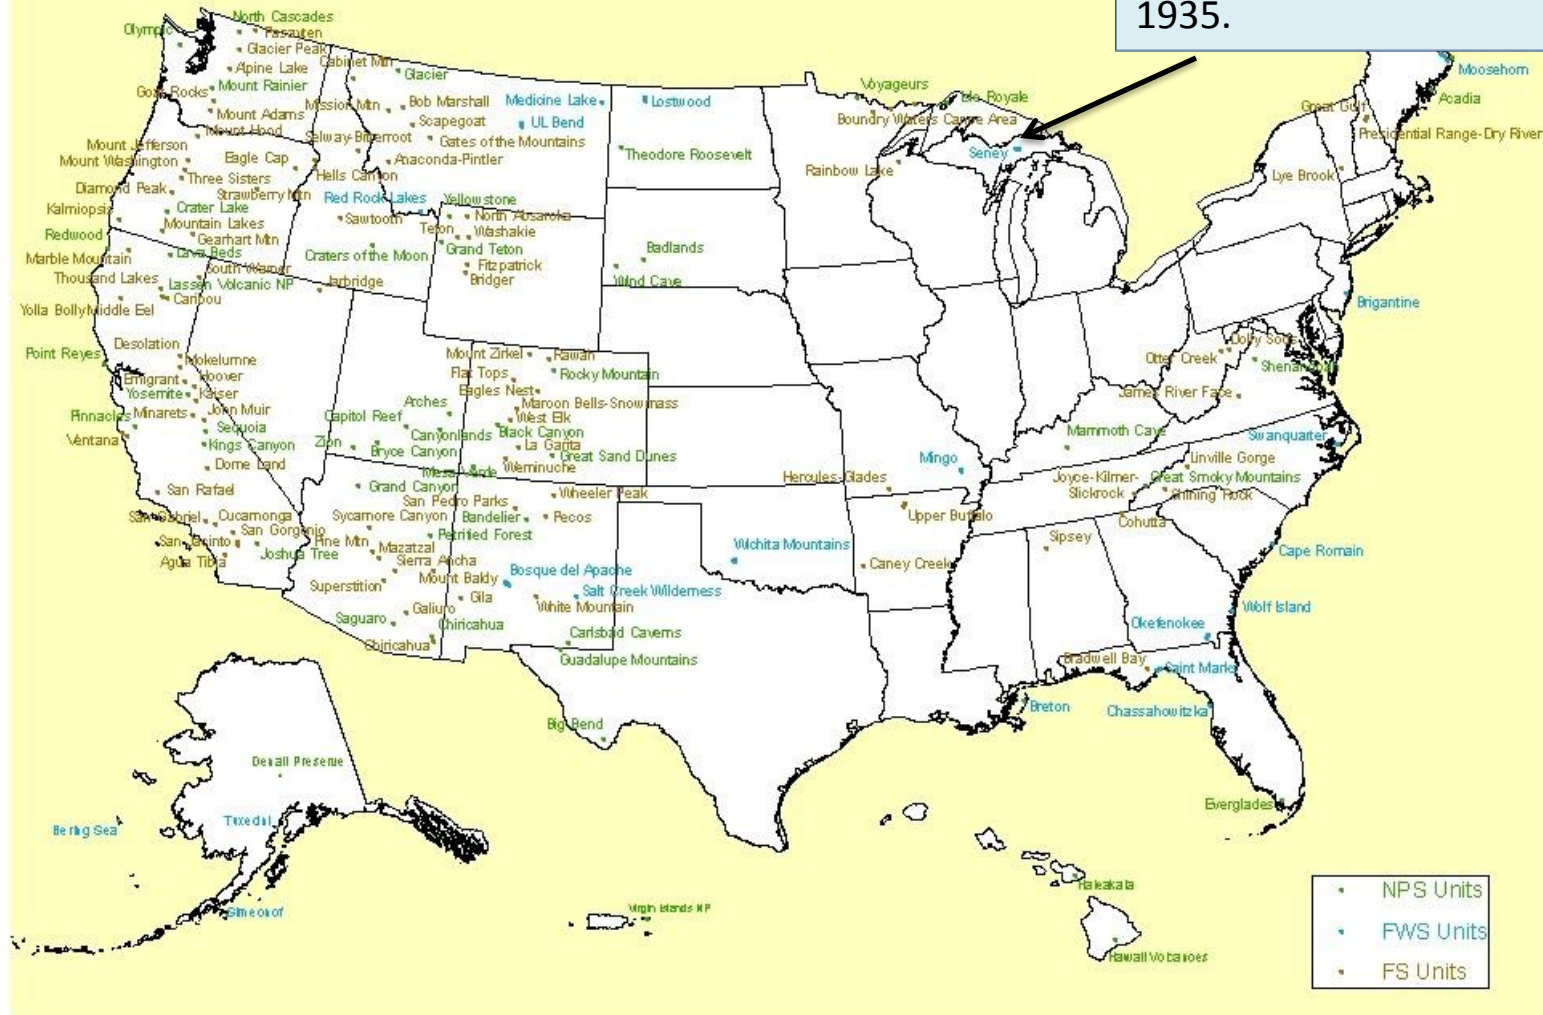 1935.
North Cascades
Olympic
Pasayten
Glacier Peak
Alpine Lake
Cabinet Mtn
Glacier
Mount Rainier
Goat Rocks
Mission Mtn
Bob Marshall
Medicine Lake
Lostwood
Voyageurs
Isle Royale
Moosehorn
Acadia
Great Gulf
Mount Adams
Scapegoat
UL Bend
Boundry Waters Canoe Area
Presidential Range-Dry River
Mount Hood
Selway-Bitterroot
Gates of the Mountains
Mount Jefferson
Mount Washington
Eagle Cap
Anaconda-Pintler
Theodore Roosevelt
Seney
Rainbow Lake
Lye Brook
Three Sisters
Hells Canyon
Diamond Peak
Strawberry Mtn
Red Rock Lakes
Yellowstone
Kalmiopsis
Crater Lake
Sawtooth
North Absaroka
Mountain Lakes
Teton
Washakie
Redwood
Gearhart Mtn
Grand Teton
Badlands
Marble Mountain
Lava Beds
Craters of the Moon
Fitzpatrick
South Warner
Bridger
Wind Cave
Thousand Lakes
Lassen Volcanic NP
Jarbridge
Caribou
Yolla Bolly Middle Eel
Brigantine
Desolation
Point Reyes
Mokelumne
Mount Zirkel
Rawah
Dolly Sods
Otter Creek
Shenandoah
Emigrant
Hoover
Flat Tops
Rocky Mountain
Yosemite
Kaiser
Eagles Nest
James River Face
Pinnacles
Minarets
John Muir
Arches
Maroon Bells-Snowmass
Capitol Reef
West Elk
Sequoia
Canyonlands
Black Canyon
Mammoth Cave
Swanquarter
Ventana
Kings Canyon
Zion
Bryce Canyon
La Garita
Great Sand Dunes
Mingo
Linville Gorge
Dome Land
Mesa Verde
Weminuche
Hercules-Glades
Joyce-Kilmer-
Slickrock
Great Smoky Mountains
Shining Rock
San Rafael
Grand Canyon
San Pedro Parks
Wheeler Peak
Upper Buffalo
San Gabriel
Cucamonga
Sycamore Canyon
Bandelier
Pecos
Cohutta
San Gorgonio
Pine Mtn
Petrified Forest
Sipsey
San Jacinto
Joshua Tree
Mazatzal
Wichita Mountains
Cape Romain
Agua Tibia
Sierra Ancha
Caney Creek
Superstition
Mount Baldy
Bosque del Apache
Salt Creek Wilderness
Gila
White Mountain
Wolf Island
Galiuro
Saguaro
Chiricahua
Okefenokee
Carlsbad Caverns
Chiricahua
Guadalupe Mountains
Bradwell Bay
Saint Marks
Breton
Chassahowitzka
Big Bend
Denali Preserve
Everglades
Bering Sea
Tuxedni
Haleakala
Simeonof
Virgin Islands NP
Hawaii Volcanoes
NPS Units
FWS Units
FS Units